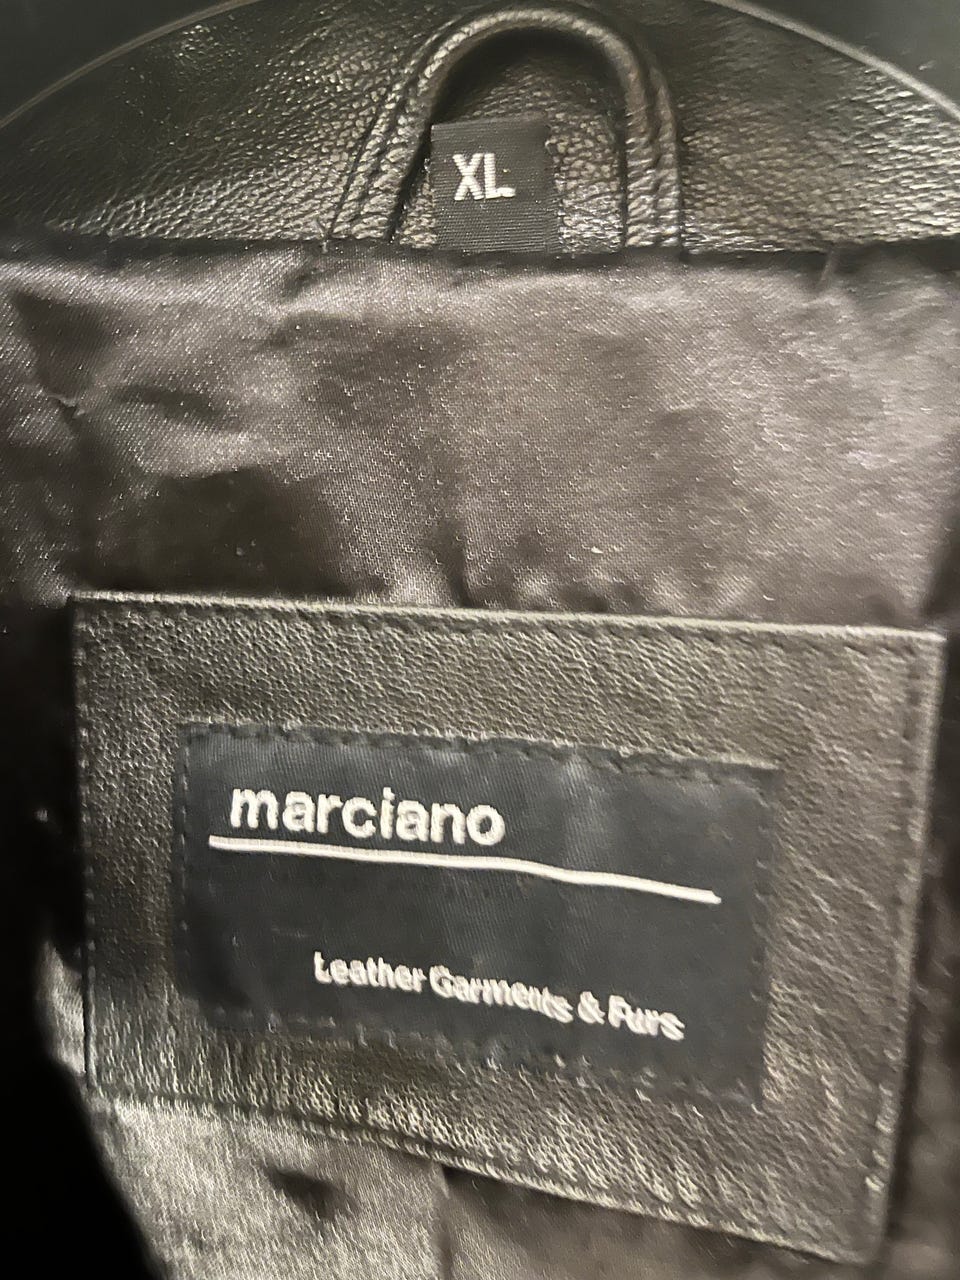 XL
marciano
Leather Garments & Furs